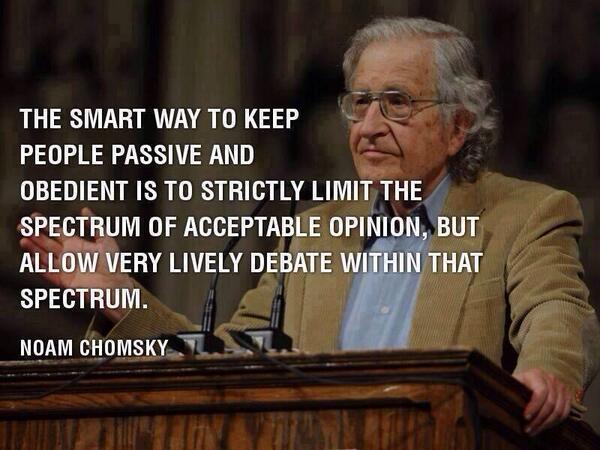 THE SMART WAY TO KEEP
PEOPLE PASSIVE AND
OBEDIENT IS TO STRICTLY LIMIT THE
SPECTRUM OF ACCEPTABLE OPINION, BUT
ALLOW VERY LIVELY DEBATE WITHIN THAT
SPECTRUM.
NOAM CHOMSKY